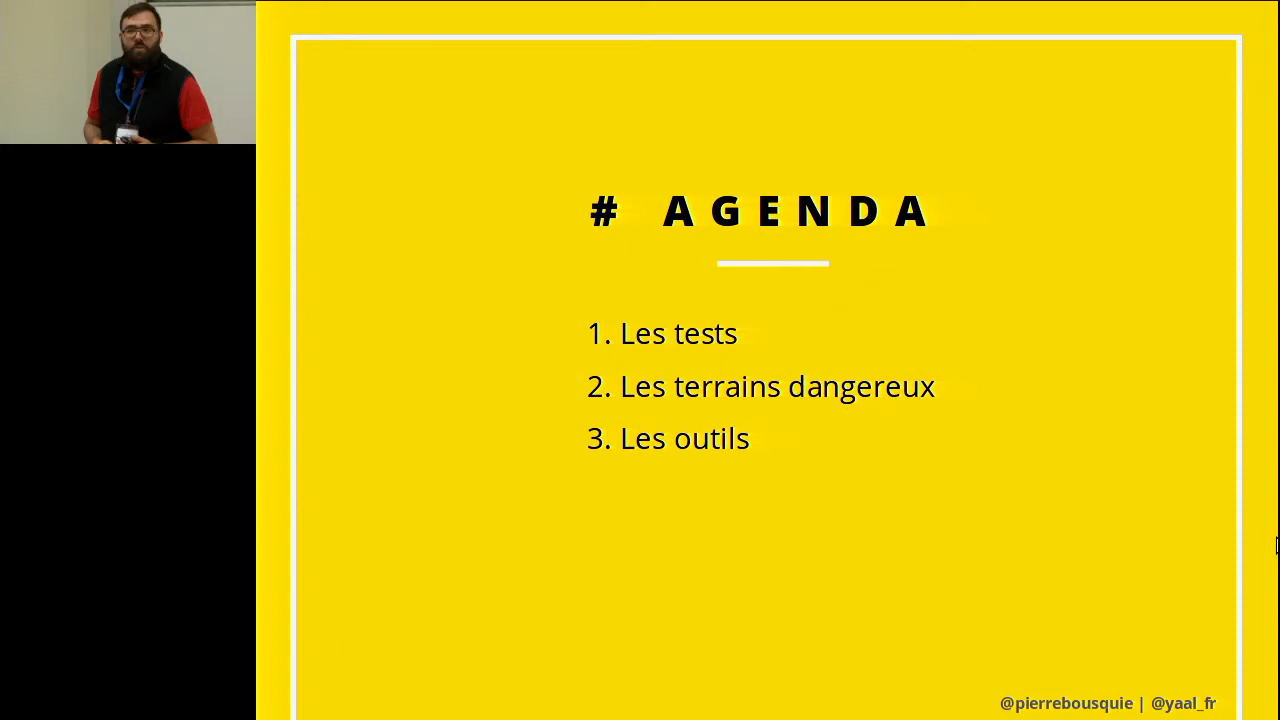 # AGENDA
1. Les tests
2. Les terrains dangereux
3. Les outils
@pierrebousquie | @yaal_fr